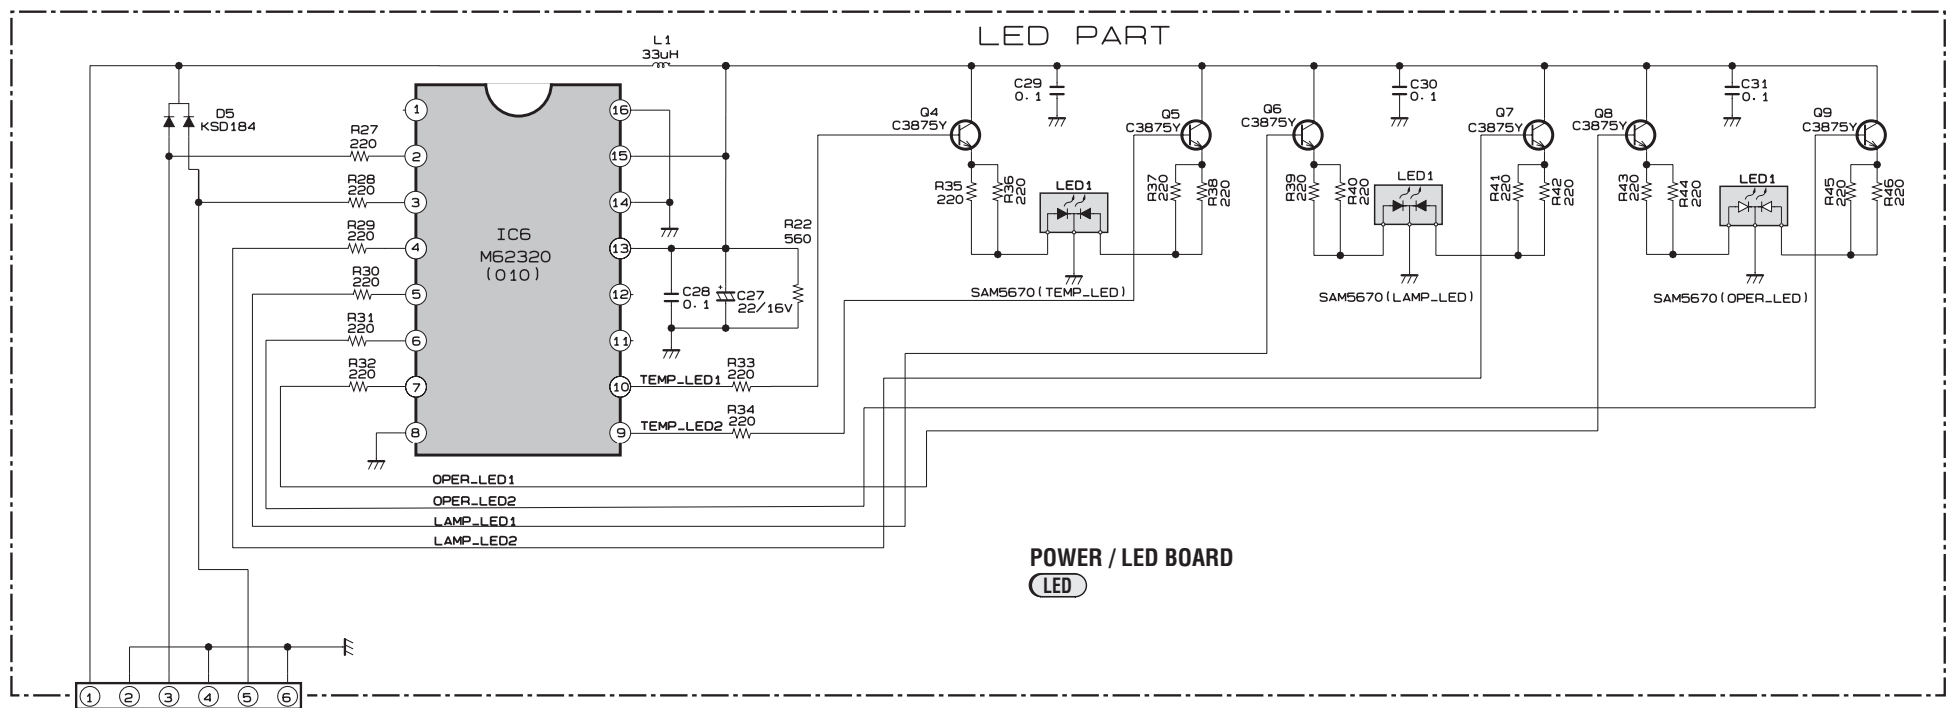 LED PART
L1
33uH
D5
KSD184
R27
220
R28
220
R29
220
R30
220
R31
220
R32
220
1
2
3
4
5
6
7
8
IC6
M62320
(010)
16
15
14
13
12
11
10
9
R22
560
C28
0.1
+
C27
22/16V
TEMP_LED1
R33
220
TEMP_LED2
R34
220
OPER_LED1
OPER_LED2
LAMP_LED1
LAMP_LED2
Q4
C3875Y
C29
0.1
Q5
C3875Y
Q6
C3875Y
C30
0.1
Q7
C3875Y
Q8
C3875Y
C31
0.1
Q9
C3875Y
R35
220
R36
220
LED1
R37
220
R38
220
SAM5670(TEMP_LED)
R39
220
R40
220
LED1
R41
220
R42
220
SAM5670(LAMP_LED)
R43
220
R44
220
LED1
R45
220
R46
220
SAM5670(OPER_LED)
POWER / LED BOARD
LED
1 2 3 4 5 6